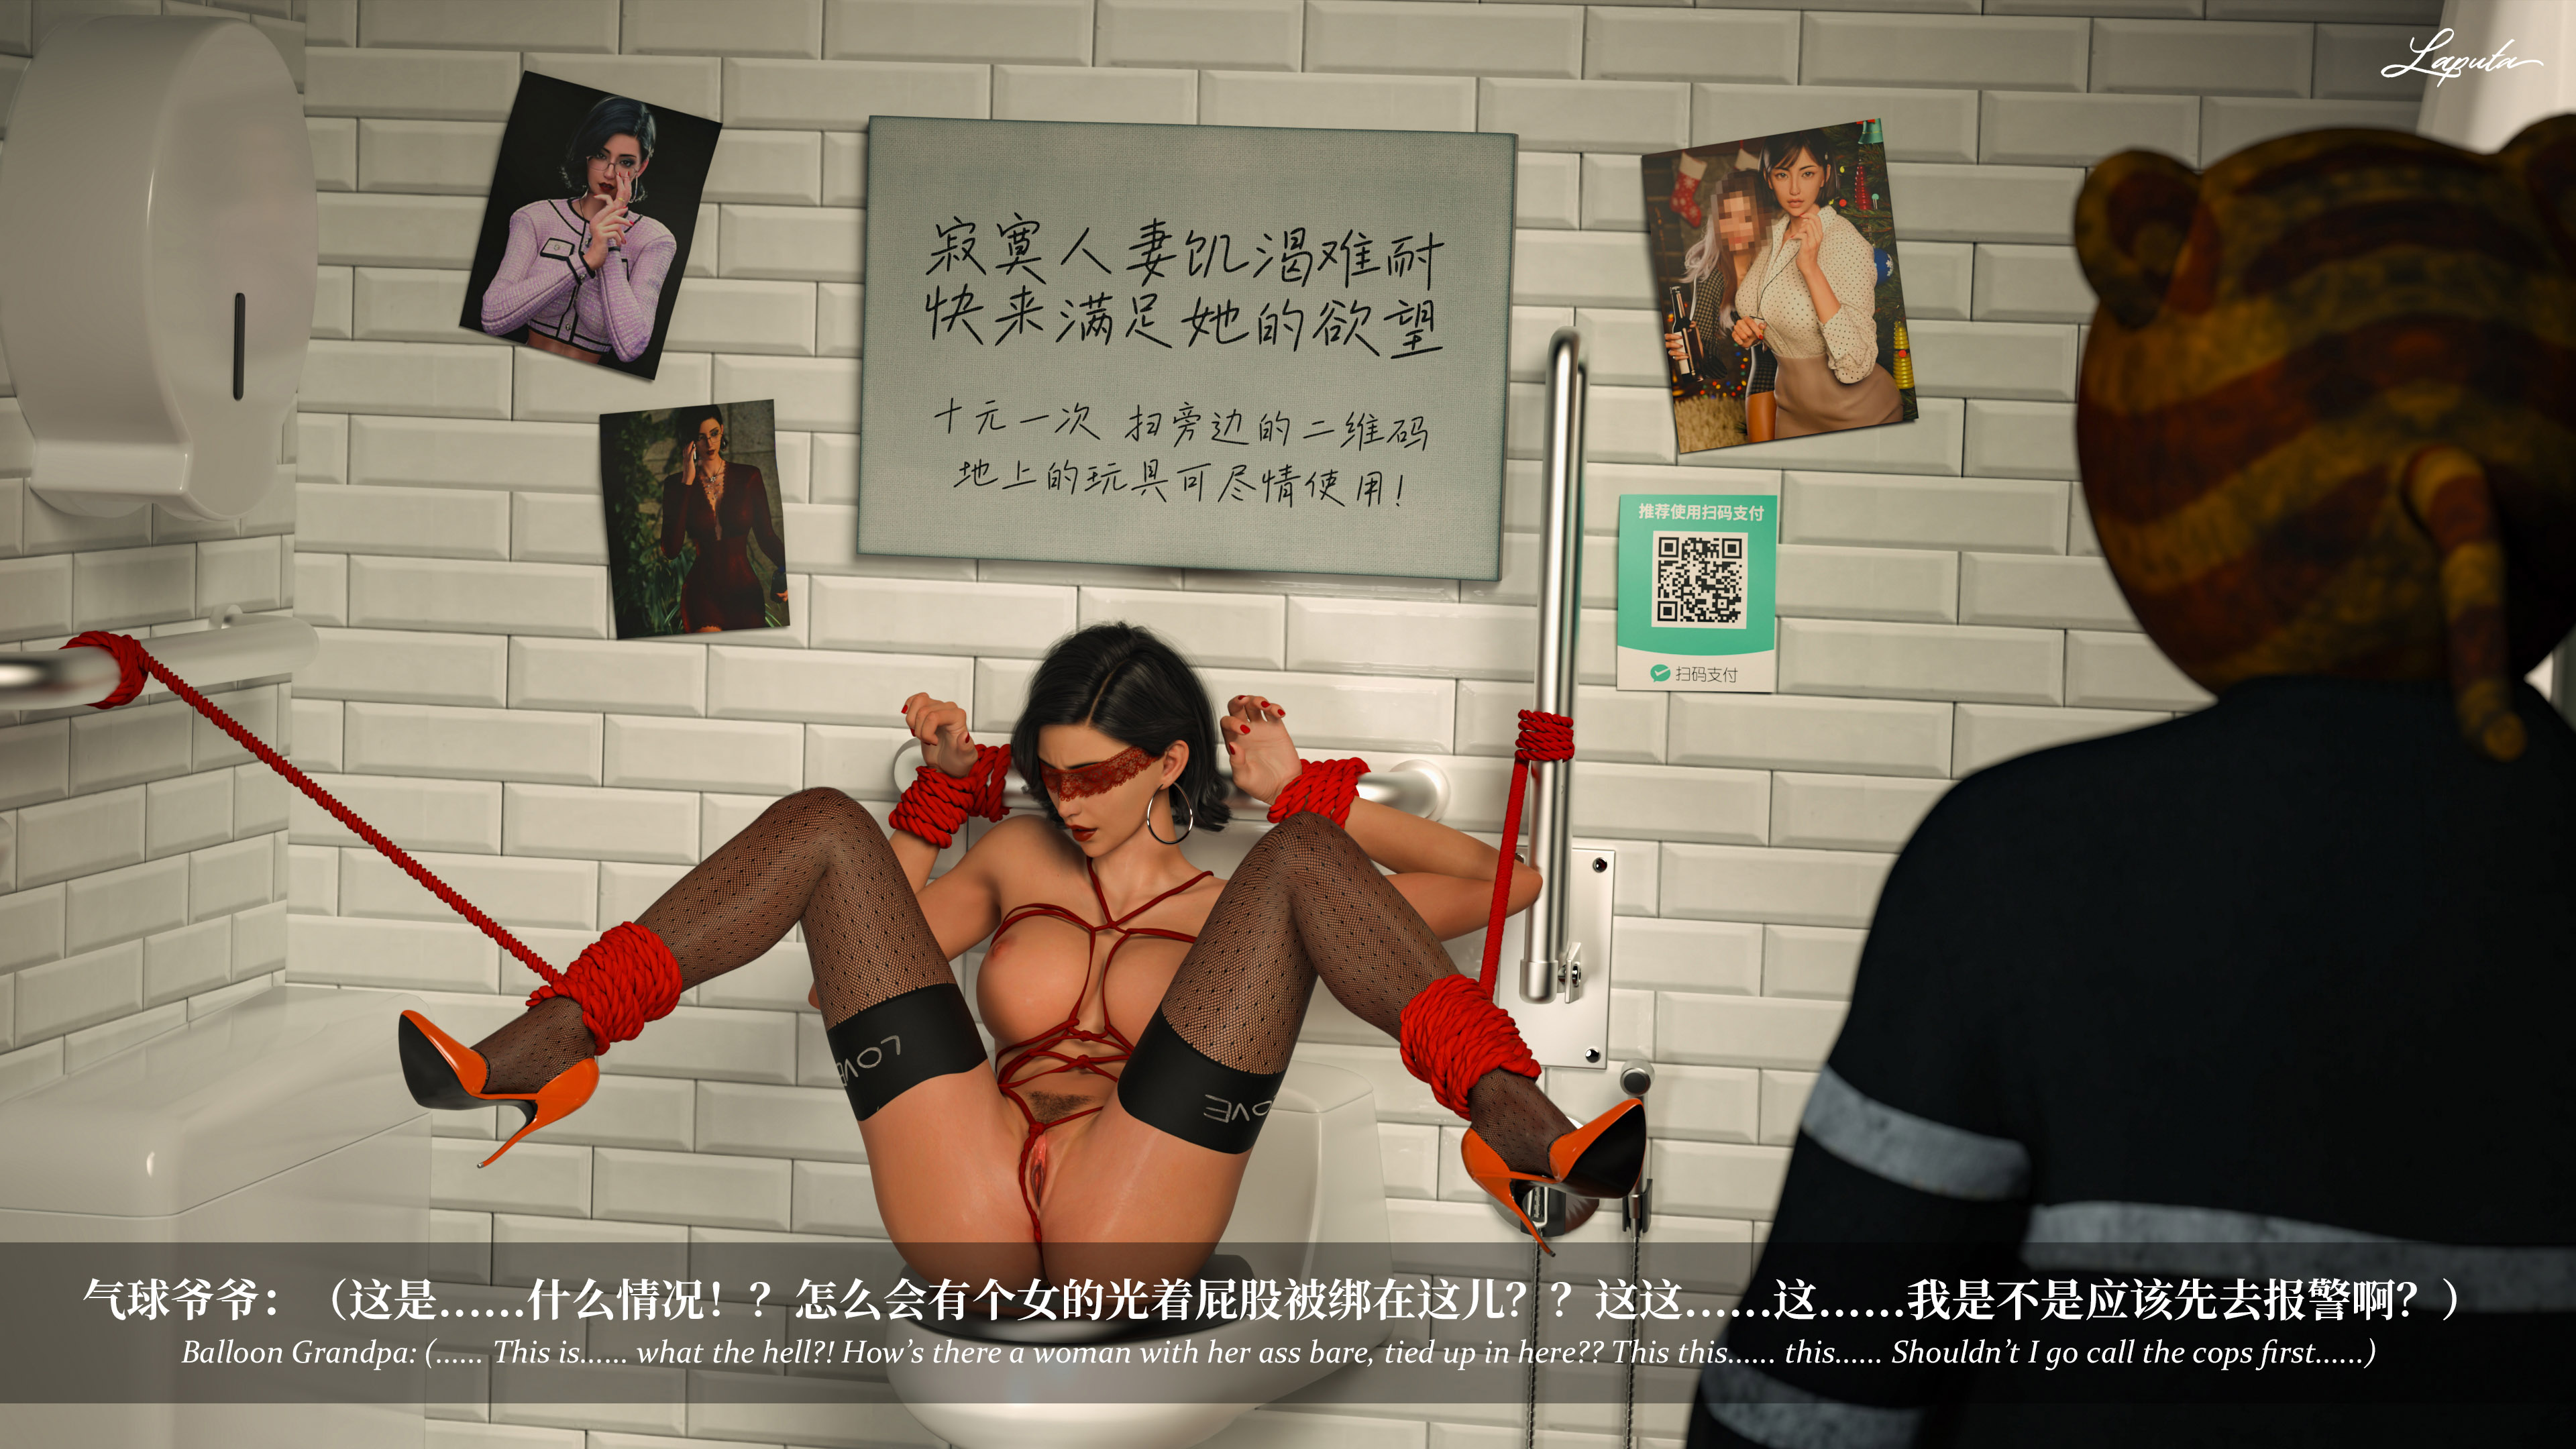 Laputa
寂寞人妻饥渴难耐
快来满足她的欲望
十元一次 扫旁边的二维码
地上的玩具可尽情使用!
推荐使用扫码支付
扫码支付
LOVE
LOVE
气球爷爷：（这是……什么情况！？怎么会有个女的光着屁股被绑在这儿？？这这……这……我是不是应该先去报警啊？）
Balloon Grandpa: (…… This is…… what the hell?! How’s there a woman with her ass bare, tied up in here?? This this…… this…… Shouldn’t I go call the cops first……)